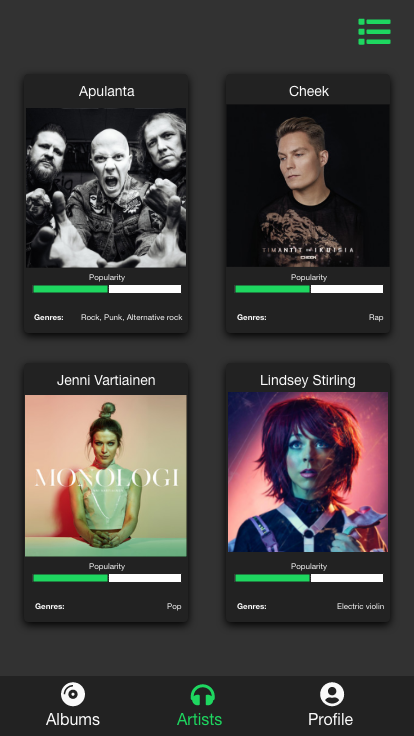 Apulanta
Popularity
Genres: Rock, Punk, Alternative rock
Cheek
TIMANTIT ON IKUISIA
CHEEK
Popularity
Genres: Rap
Jenni Vartiainen
MONOLOGI
Popularity
Genres: Pop
Lindsey Stirling
Popularity
Genres: Electric violin
Albums
Artists
Profile